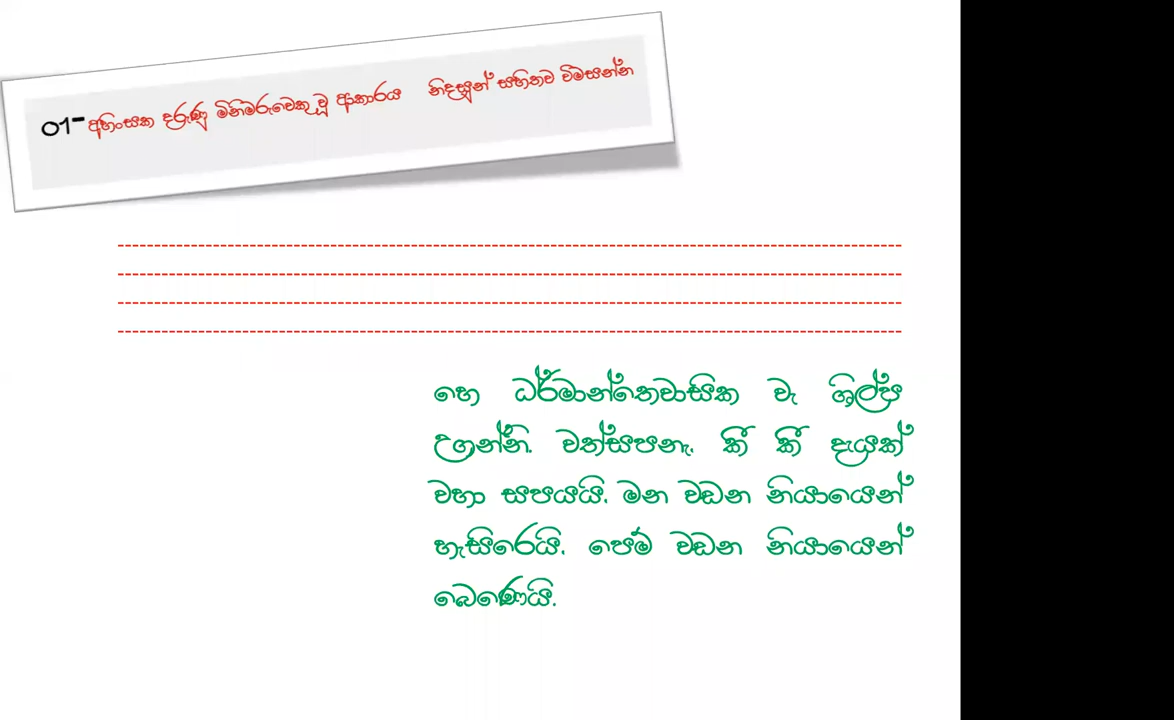 01-අහිංසක දරුණු මිනිමරුවෙකු වූ ආකාරය නිදසුන් සහිතව විමසන්න
හෙ ධර්මාන්තෙවාසික වැ ශිල්ප
උගන්නි. වත්සපනැ. කී කී දැයක්
වහා සපයයි. මන වඩන නියායෙන්
හැසිරෙයි. පෙම් වඩන නියායෙන්
බෙණෙයි.